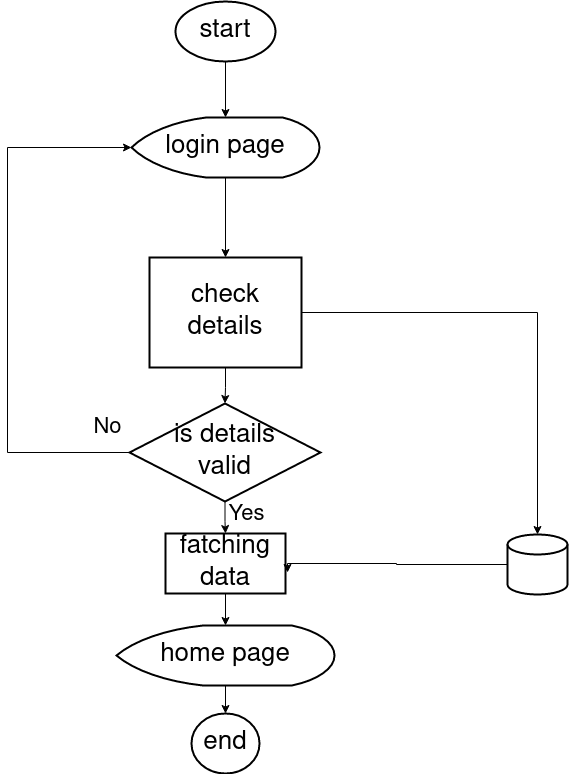 start
login page
check
details
No
is details
valid
Yes
fatching
data
home page
end